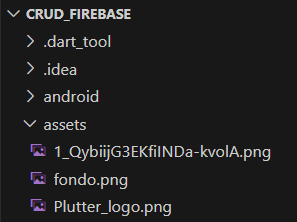 CRUD_FIREBASE
.dart_tool
.idea
android
assets
1_QybiijG3EKfiINDa-kvolA.png
fondo.png
Plutter_logo.png